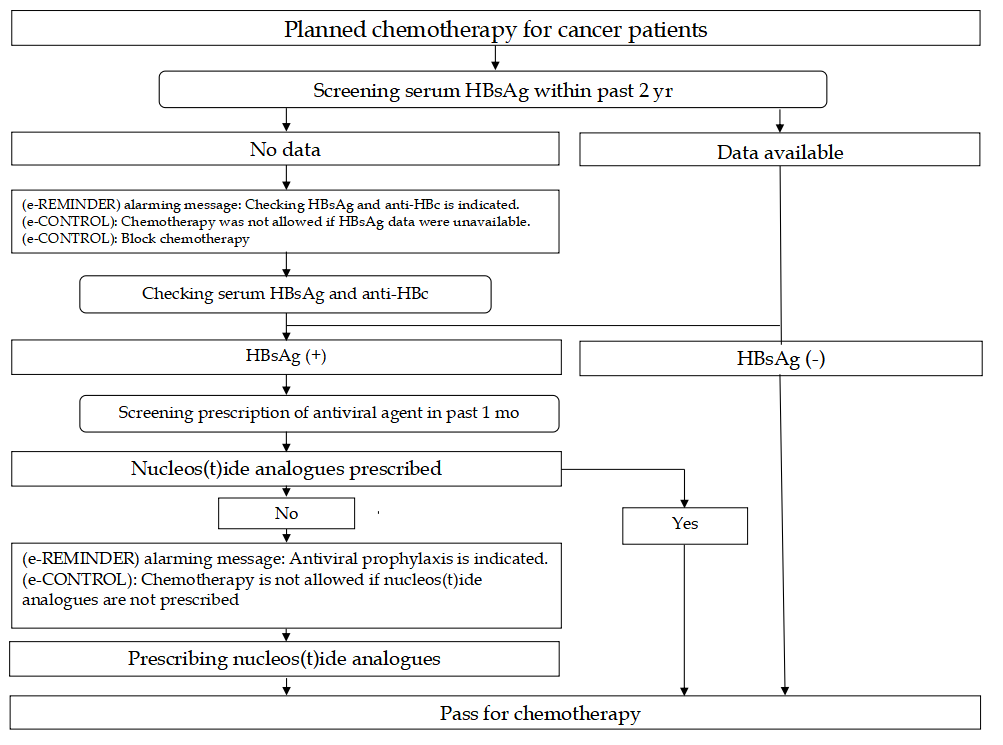 Planned chemotherapy for cancer patients
Screening serum HBsAg within past 2 yr
No data
Data available
(e-REMINDER) alarming message: Checking HBsAg and anti-HBc is indicated.
(e-CONTROL): Chemotherapy was not allowed if HBsAg data were unavailable.
(e-CONTROL): Block chemotherapy
Checking serum HBsAg and anti-HBc
HBsAg (+)
HBsAg (-)
Screening prescription of antiviral agent in past 1 mo
Nucleos(t)ide analogues prescribed
No
Yes
(e-REMINDER) alarming message: Antiviral prophylaxis is indicated.
(e-CONTROL): Chemotherapy is not allowed if nucleos(t)ide
analogues are not prescribed
Prescribing nucleos(t)ide analogues
Pass for chemotherapy